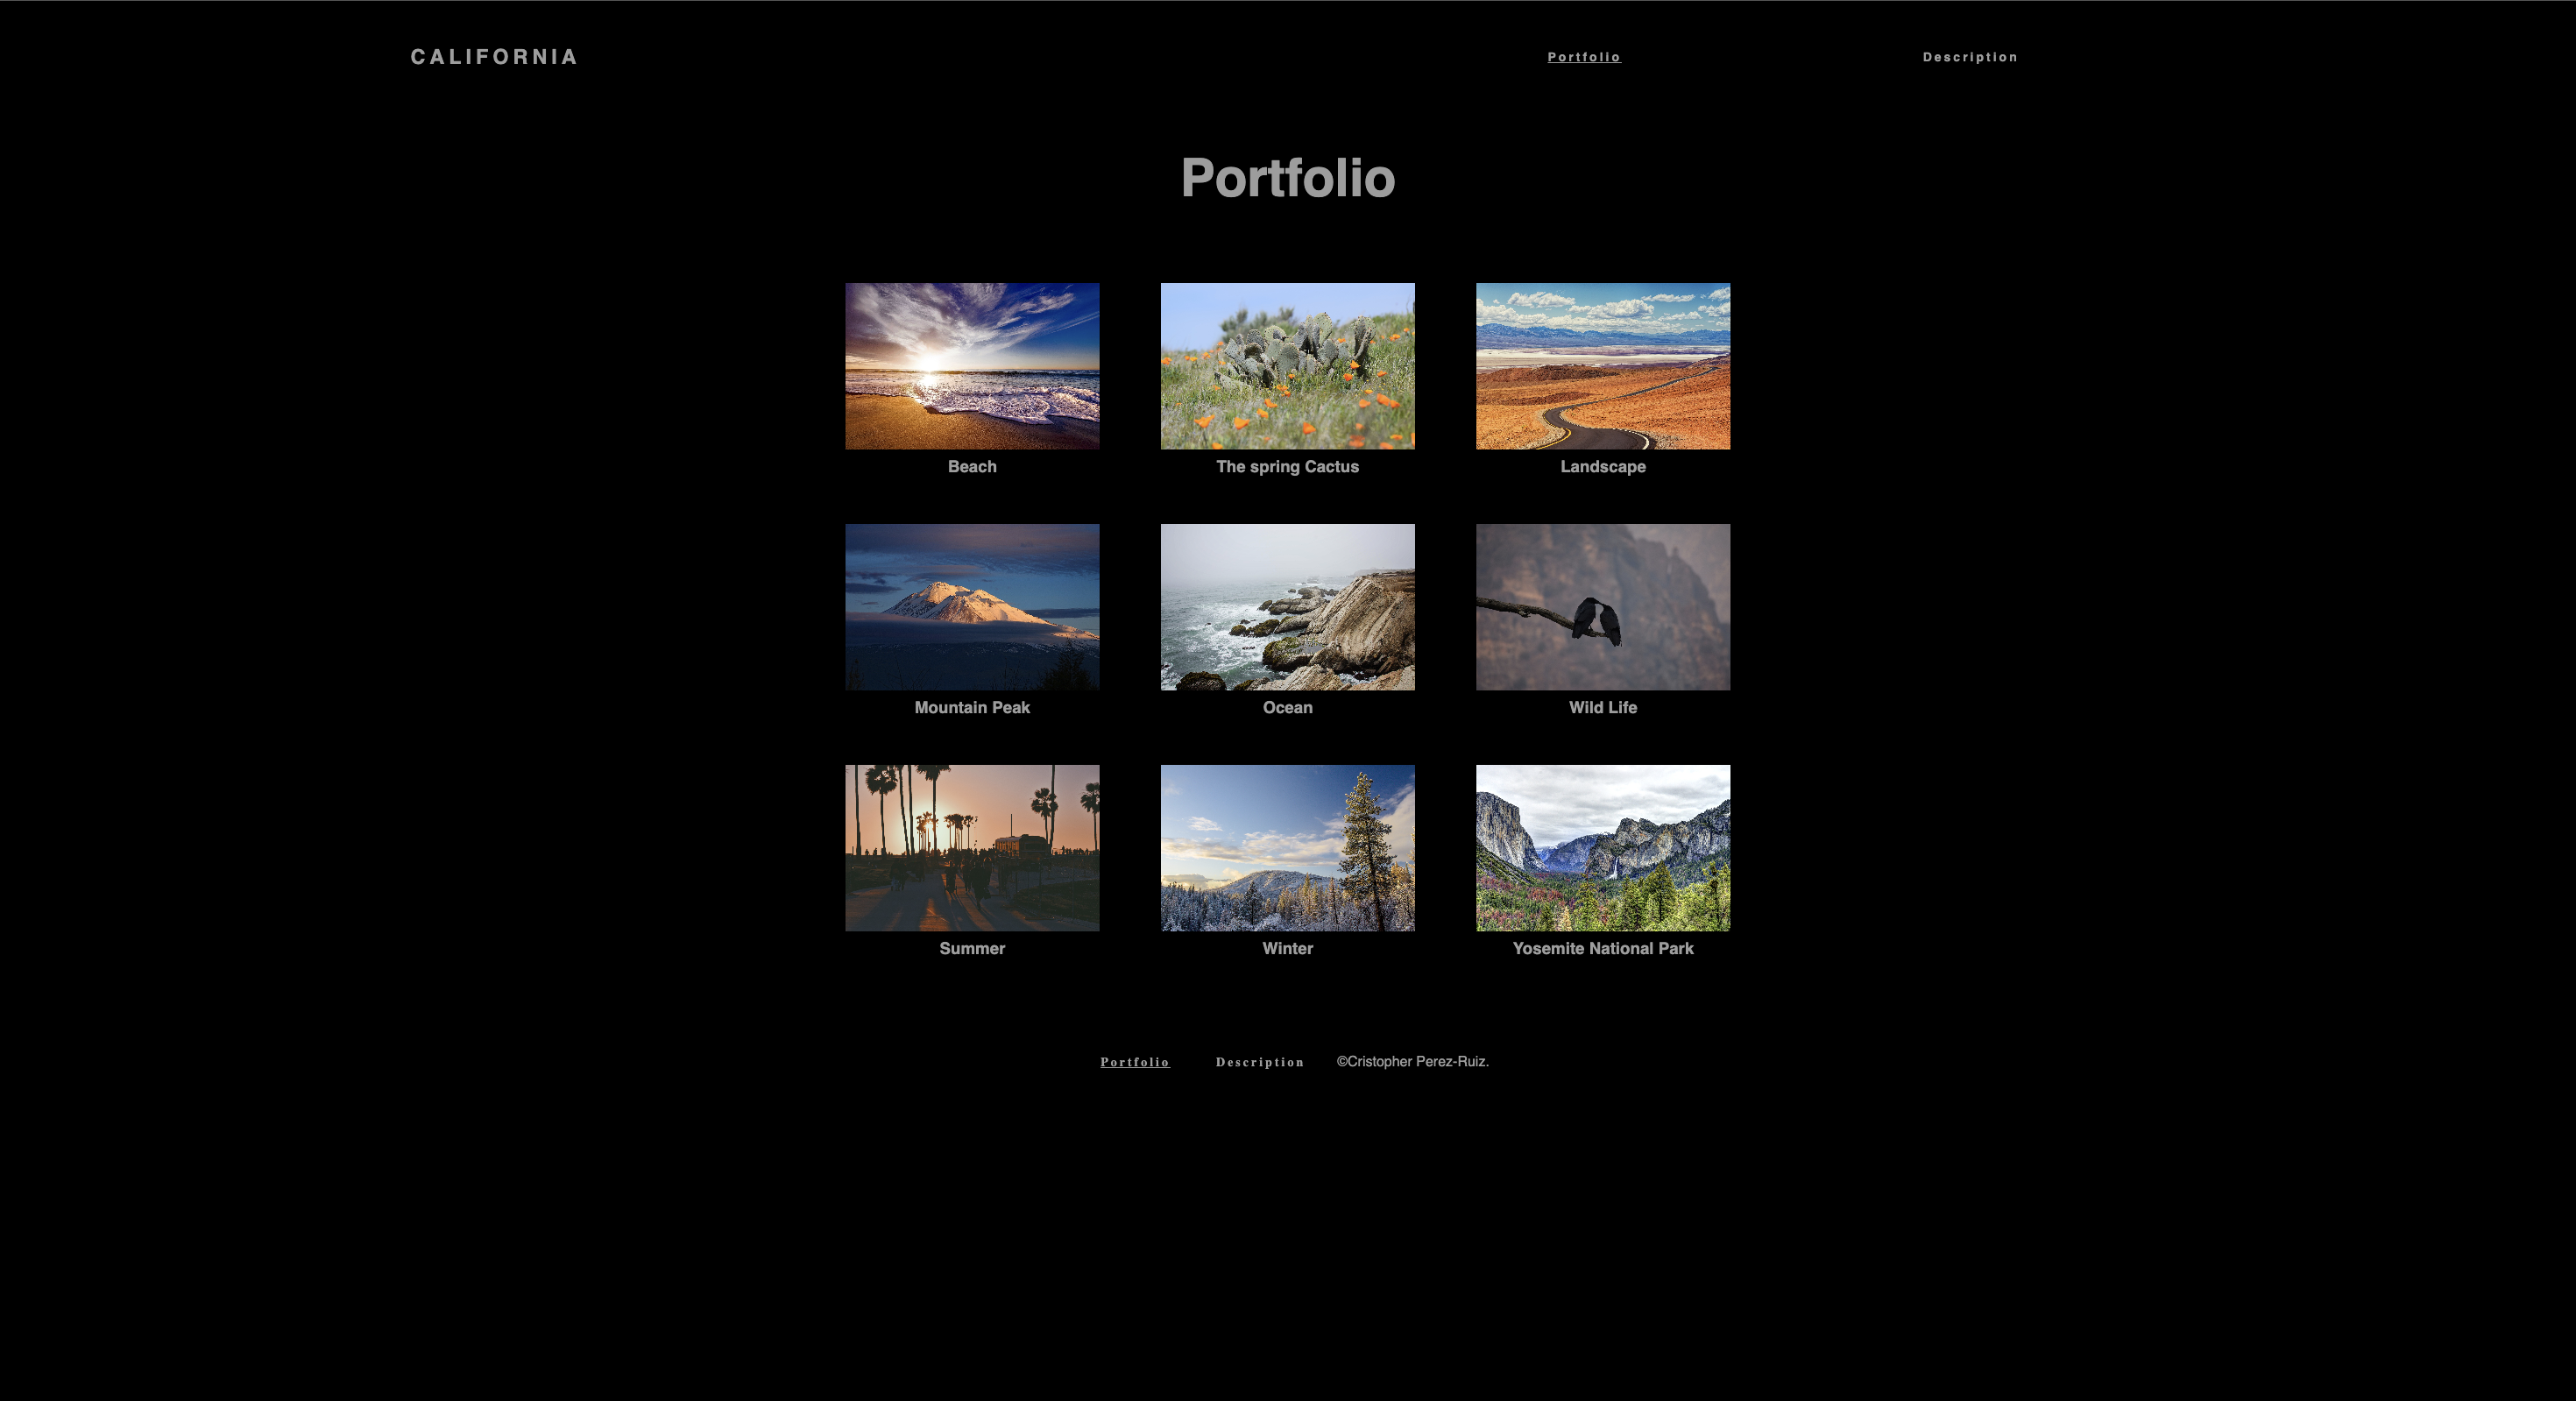 CALIFORNIA
Portfolio
Description
Portfolio
Beach
The spring Cactus
Landscape
Mountain Peak
Ocean
Wild Life
Summer
Winter
Yosemite National Park
Portfolio
Description
©Cristopher Perez-Ruiz.